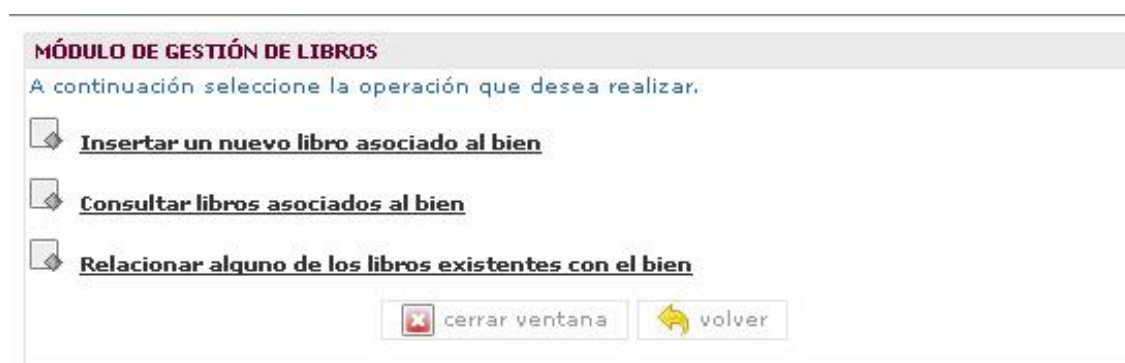 MÓDULO DE GESTIÓN DE LIBROS
A continuación seleccione la operación que desea realizar.
Insertar un nuevo libro asociado al bien
Consultar libros asociados al bien
Relacionar alguno de los libros existentes con el bien
cerrar ventana volver